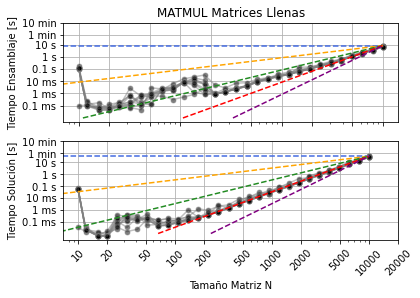 MATMUL Matrices Llenas
Tiempo Ensamblaje [s]
10 min
1 min
10 s
1 s
0.1 s
10 ms
1 ms
0.1 ms
Tiempo Solución [s]
10 min
1 min
10 s
1 s
0.1 s
10 ms
1 ms
0.1 ms
10 20 50 100 200 500 1000 2000 5000 10000 20000
Tamaño Matriz N